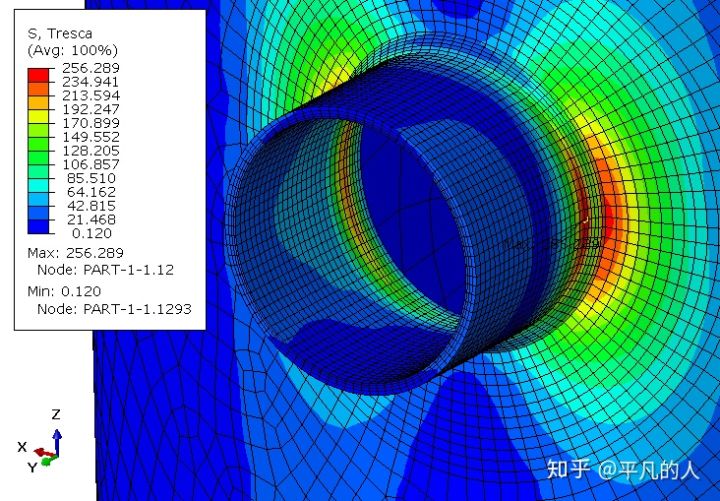 S, Tresca
(Avg: 100%)
256.289
234.941
213.594
192.247
170.899
149.552
128.205
106.857
85.510
64.162
42.815
21.468
0.120
Max: 256.289
Node: PART-1-1.12
Min: 0.120
Node: PART-1-1.1293
Max: 256.289
Z
X
Y
知乎 @平凡的人